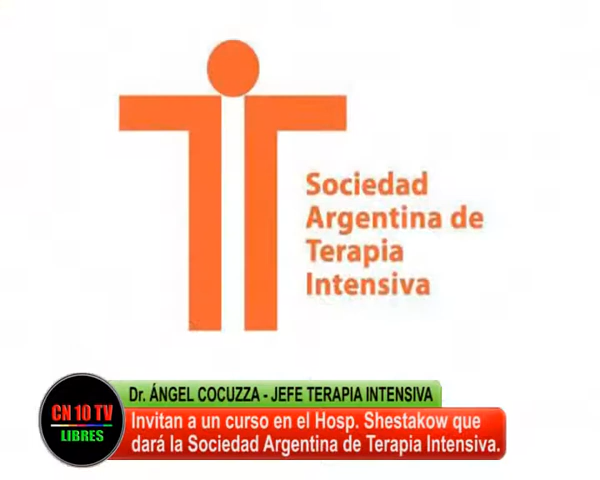 Sociedad
Argentina de
Terapia
Intensiva
CN 10 TV
LIBRES
Dr. ÁNGEL COCUZZA - JEFE TERAPIA INTENSIVA
Invitan a un curso en el Hosp. Shestakow que
dará la Sociedad Argentina de Terapia Intensiva.